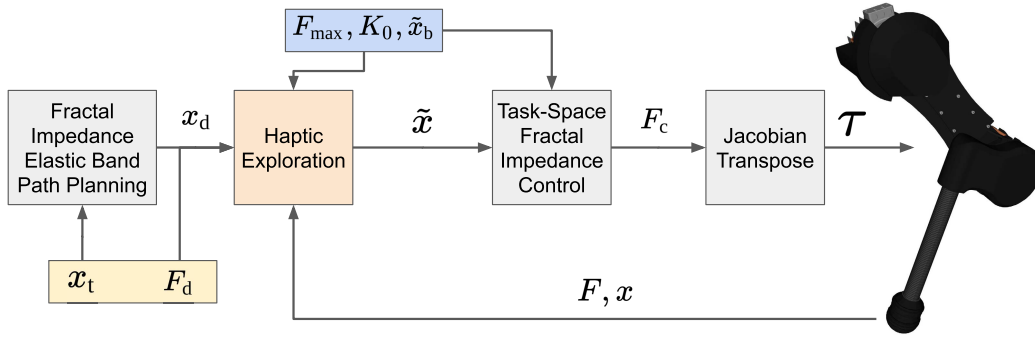 F_max, K_0, x̃_b
Fractal
Impedance
Elastic Band
Path Planning
x_d
Haptic
Exploration
x̃
Task-Space
Fractal
Impedance
Control
F_c
Jacobian
Transpose
τ
x_t
F_d
F, x